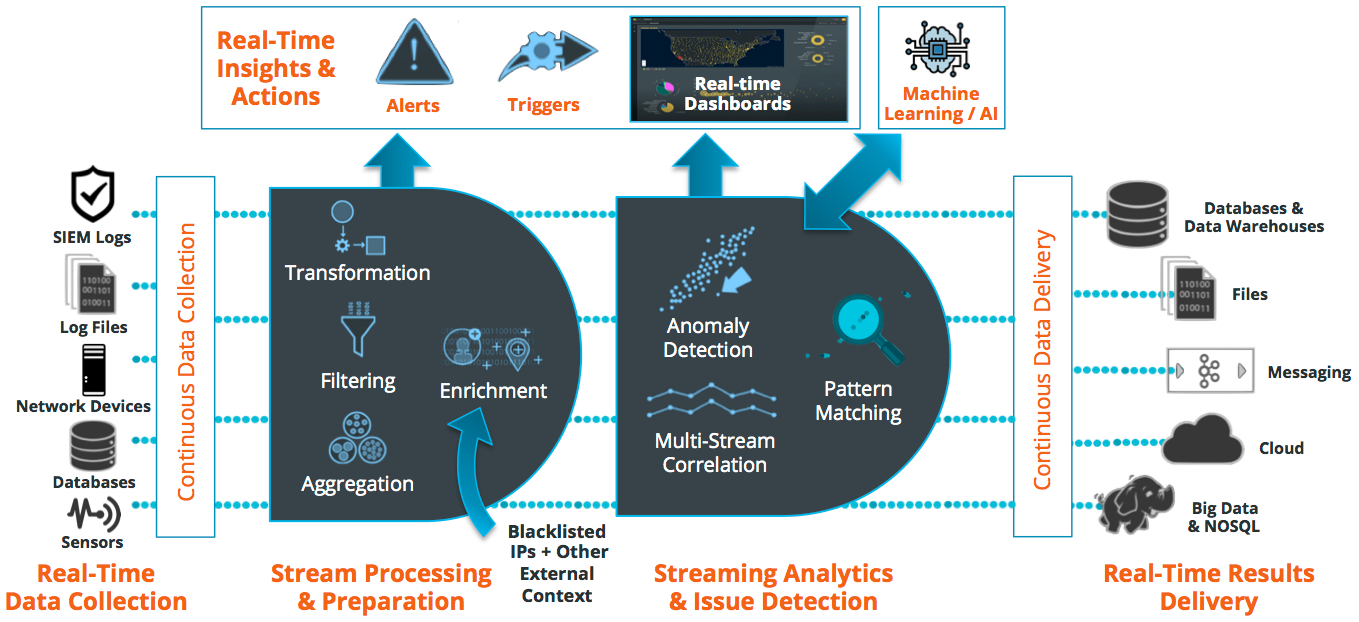 Real-Time
Insights &
Actions
Alerts
Triggers
Real-time
Dashboards
Machine
Learning / AI
SIEM Logs
110100
001101
010011
Log Files
Network Devices
Databases
Sensors
Continuous Data Collection
Transformation
Filtering
Enrichment
Aggregation
Blacklisted
IPs + Other
External
Context
Anomaly
Detection
Pattern
Matching
Multi-Stream
Correlation
Continuous Data Delivery
Databases &
Data Warehouses
110100
001101
010011
Files
Messaging
Cloud
Big Data
& NOSQL
Real-Time
Data Collection
Stream Processing
& Preparation
Streaming Analytics
& Issue Detection
Real-Time Results
Delivery